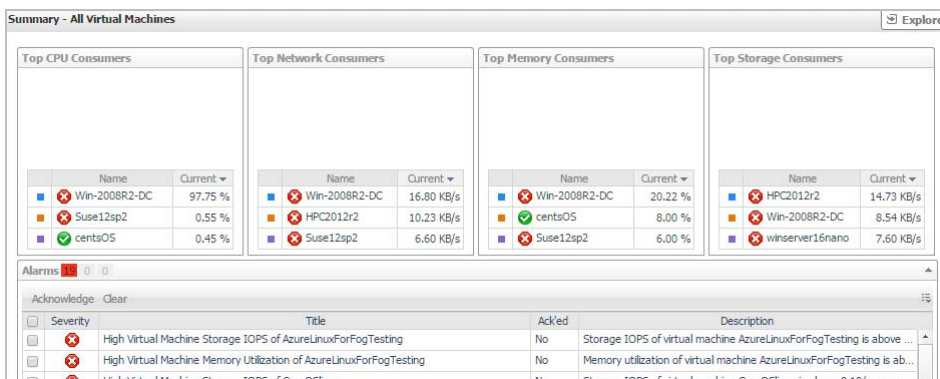 Summary - All Virtual Machines
Explore
Top CPU Consumers
Name Current
Win-2008R2-DC 97.75 %
Suse12sp2 0.55 %
centsOS 0.45 %
Top Network Consumers
Name Current
Win-2008R2-DC 16.80 KB/s
HPC2012r2 10.23 KB/s
Suse12sp2 6.60 KB/s
Top Memory Consumers
Name Current
Win-2008R2-DC 20.22 %
centsOS 8.00 %
Suse12sp2 6.00 %
Top Storage Consumers
Name Current
HPC2012r2 14.73 KB/s
Win-2008R2-DC 8.54 KB/s
winserver16nano 7.60 KB/s
Alarms 19 0 0
Acknowledge Clear
Severity Title Ack'ed Description
High Virtual Machine Storage IOPS of AzureLinuxForFogTesting No Storage IOPS of virtual machine AzureLinuxForFogTesting is above ...
High Virtual Machine Memory Utilization of AzureLinuxForFogTesting No Memory utilization of virtual machine AzureLinuxForFogTesting is ab...